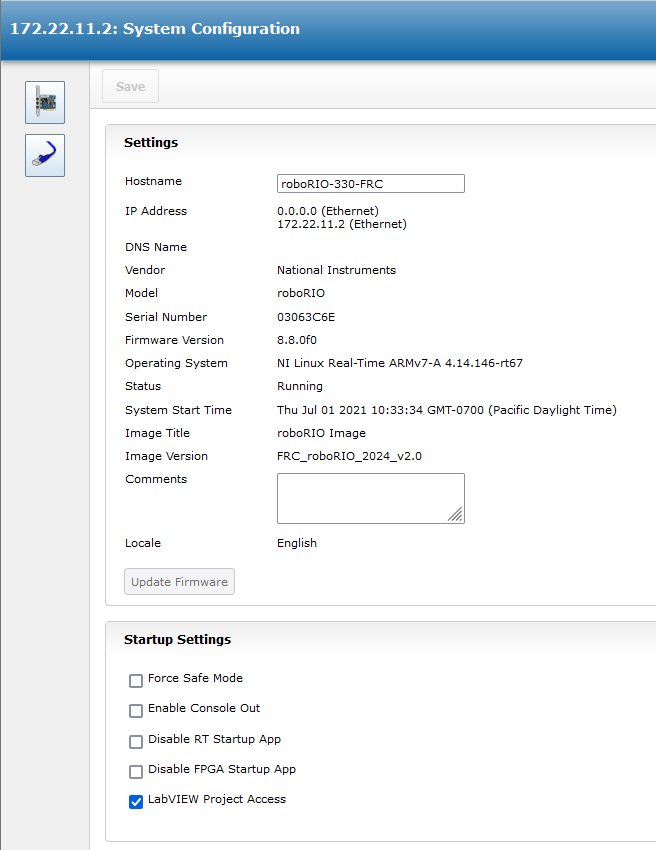 172.22.11.2: System Configuration
Save
Settings
Hostname roboRIO-330-FRC
IP Address 0.0.0.0 (Ethernet)
172.22.11.2 (Ethernet)
DNS Name
Vendor National Instruments
Model roboRIO
Serial Number 03063C6E
Firmware Version 8.8.0f0
Operating System NI Linux Real-Time ARMv7-A 4.14.146-rt67
Status Running
System Start Time Thu Jul 01 2021 10:33:34 GMT-0700 (Pacific Daylight Time)
Image Title roboRIO Image
Image Version FRC_roboRIO_2024_v2.0
Comments
Locale English
Update Firmware
Startup Settings
Force Safe Mode
Enable Console Out
Disable RT Startup App
Disable FPGA Startup App
LabVIEW Project Access